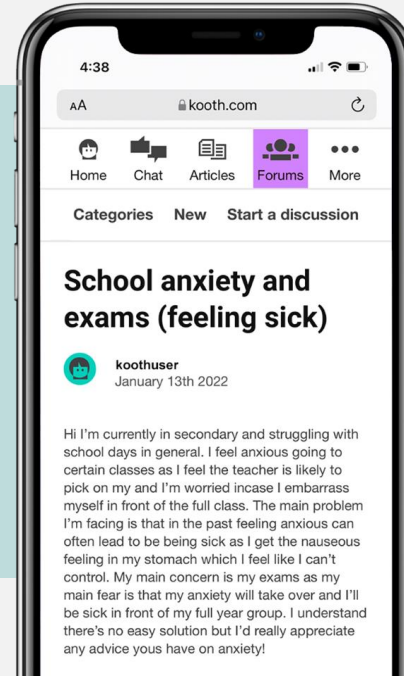 4:38
AA kooth.com
Home Chat Articles Forums More
Categories New Start a discussion
School anxiety and
exams (feeling sick)
koothuser
January 13th 2022
Hi I'm currently in secondary and struggling with
school days in general. I feel anxious going to
certain classes as I feel the teacher is likely to
pick on my and I'm worried incase I embarrass
myself in front of the full class. The main problem
I'm facing is that in the past feeling anxious can
often lead to be being sick as I get the nauseous
feeling in my stomach which I feel like I can't
control. My main concern is my exams as my
main fear is that my anxiety will take over and I'll
be sick in front of my full year group. I understand
there's no easy solution but I'd really appreciate
any advice yous have on anxiety!